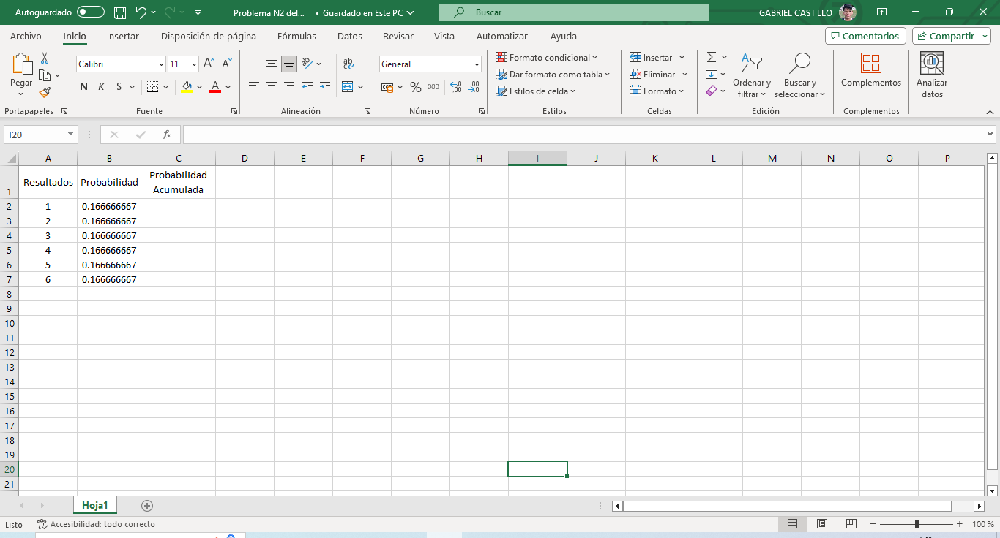 Autoguardado Problema N2 del... • Guardado en Este PC Buscar GABRIEL CASTILLO
Archivo Inicio Insertar Disposición de página Fórmulas Datos Revisar Vista Automatizar Ayuda Comentarios Compartir
Pegar
Calibri 11 A A ab General Formato condicional Insertar
Dar formato como tabla Eliminar Ordenar y filtrar Buscar y seleccionar Complementos Analizar datos
N K S A % 000 Estilos de celda Formato
Portapapeles Fuente Alineación Número Estilos Celdas Edición Complementos
I20 fx
A B C D E F G H I J K L M N O P
1 Resultados Probabilidad Probabilidad Acumulada
2 1 0.166666667
3 2 0.166666667
4 3 0.166666667
5 4 0.166666667
6 5 0.166666667
7 6 0.166666667
8
9
10
11
12
13
14
15
16
17
18
19
20
21
Hoja1
Listo Accesibilidad: todo correcto 100 %